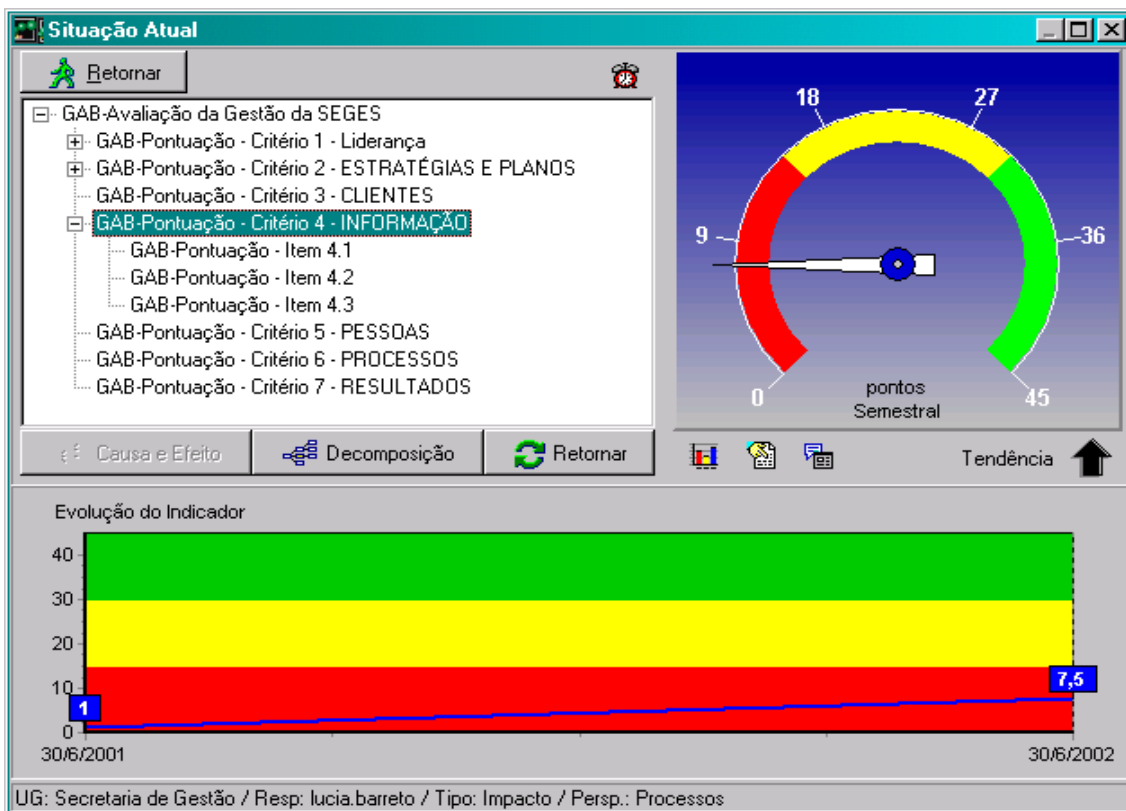 Situação Atual
Retornar
GAB-Avaliação da Gestão da SEGES
GAB-Pontuação - Critério 1 - Liderança
GAB-Pontuação - Critério 2 - ESTRATÉGIAS E PLANOS
GAB-Pontuação - Critério 3 - CLIENTES
GAB-Pontuação - Critério 4 - INFORMAÇÃO
GAB-Pontuação - Item 4.1
GAB-Pontuação - Item 4.2
GAB-Pontuação - Item 4.3
GAB-Pontuação - Critério 5 - PESSOAS
GAB-Pontuação - Critério 6 - PROCESSOS
GAB-Pontuação - Critério 7 - RESULTADOS
18 27
9 36
0 45
pontos
Semestral
Causa e Efeito Decomposição Retornar Tendência
Evolução do Indicador
40
30
20
10
0
1
7,5
30/6/2001 30/6/2002
UG: Secretaria de Gestão / Resp: lucia.barreto / Tipo: Impacto / Persp.: Processos